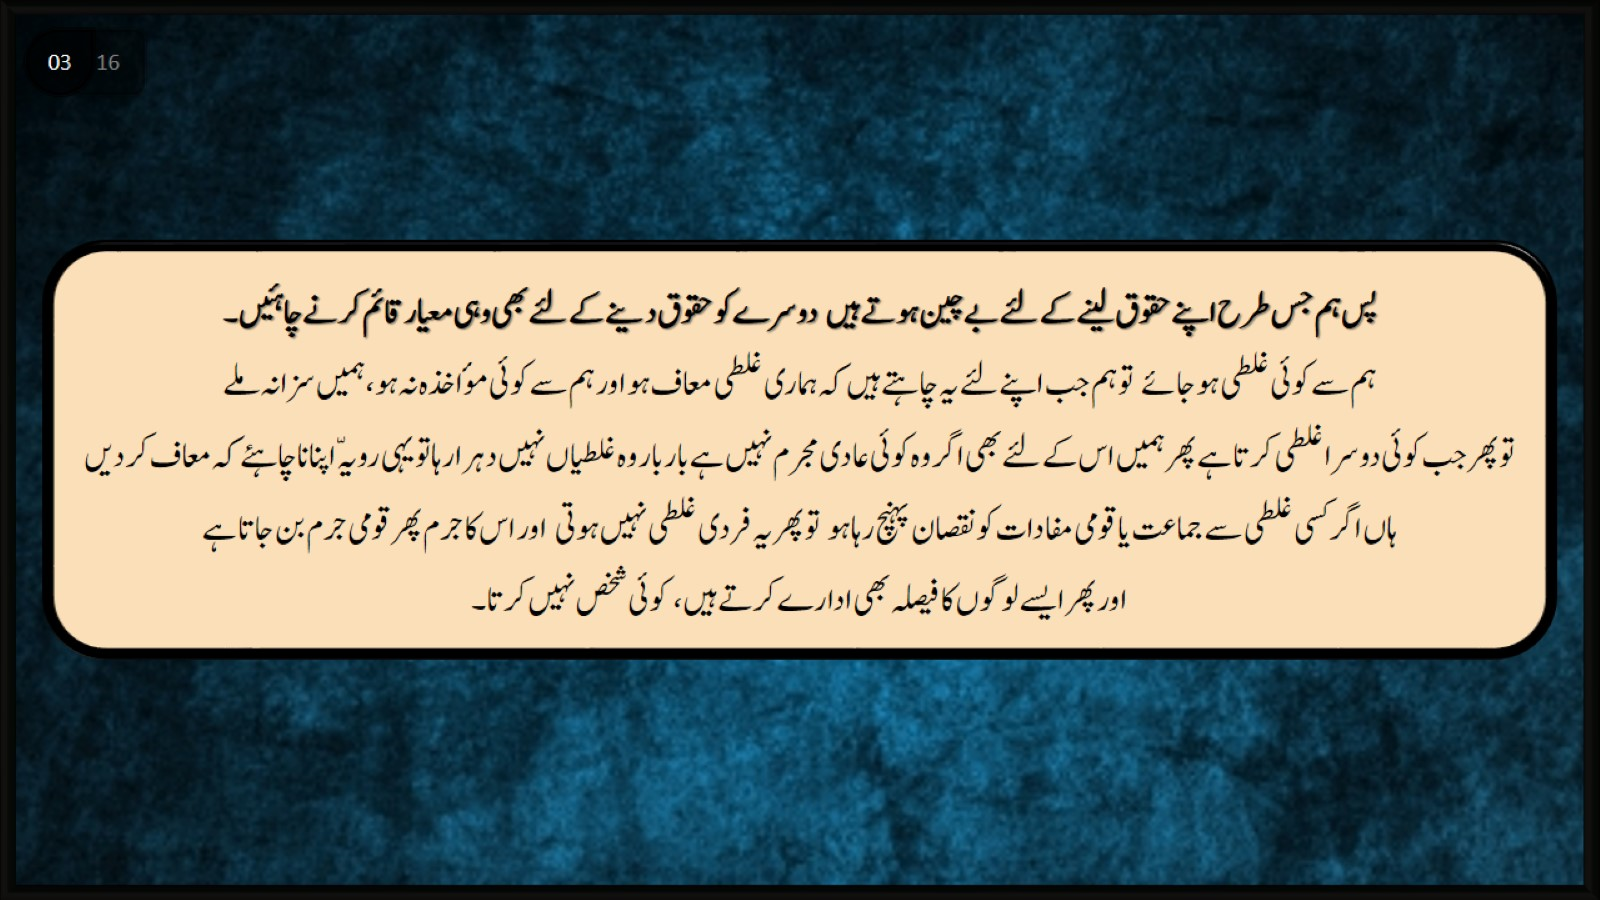 03 16
پس ہم جس طرح اپنے حقوق لینے کے لئے بے چین ہوتے ہیں دوسرے کو حقوق دینے کے لئے بھی وہی معیار قائم کرنے چاہئیں۔
ہم سے کوئی غلطی ہو جائے تو ہم جب اپنے لئے یہ چاہتے ہیں کہ ہماری غلطی معاف ہو اور ہم سے کوئی مؤاخذہ نہ ہو، ہمیں سزا نہ ملے
تو پھر جب کوئی دوسرا غلطی کرتا ہے پھر ہمیں اس کے لئے بھی اگر وہ کوئی عادی مجرم نہیں ہے بار بار وہ غلطیاں نہیں دہرا رہا تو یہی رویہّ اپنانا چاہئے کہ معاف کر دیں
ہاں اگر کسی غلطی سے جماعت یا قومی مفادات کو نقصان پہنچ رہا ہو تو پھر یہ فردی غلطی نہیں ہوتی اور اس کا جرم پھر قومی جرم بن جاتا ہے
اور پھر ایسے لوگوں کا فیصلہ بھی ادارے کرتے ہیں، کوئی شخص نہیں کرتا۔